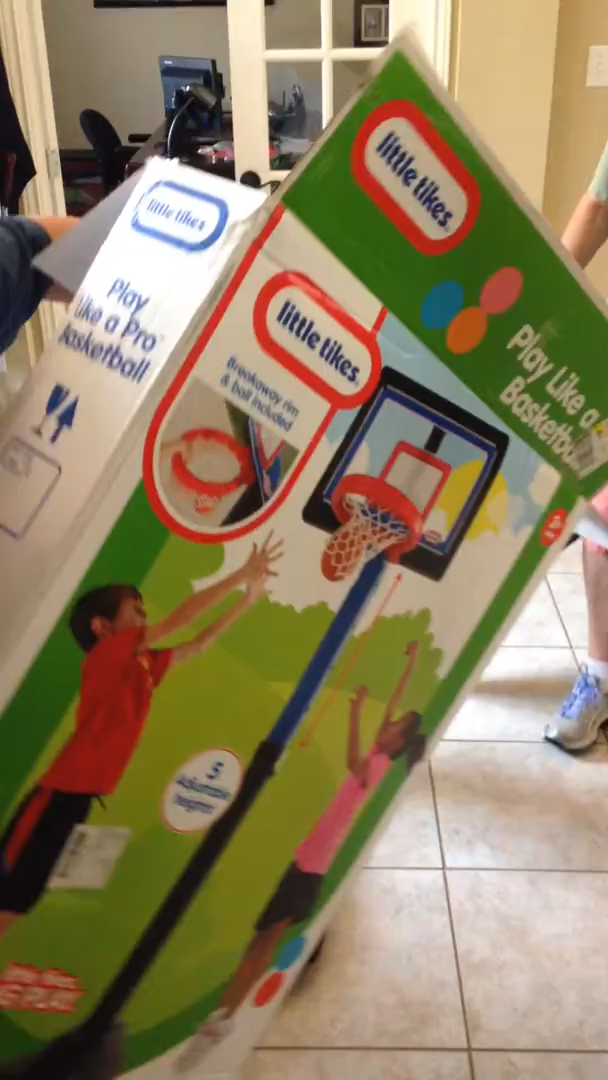 little tikes
Play
Like a Pro
Basketball
little tikes
Play Like a
Basketball
little tikes
Breakaway rim
& ball included
5
adjustable
heights